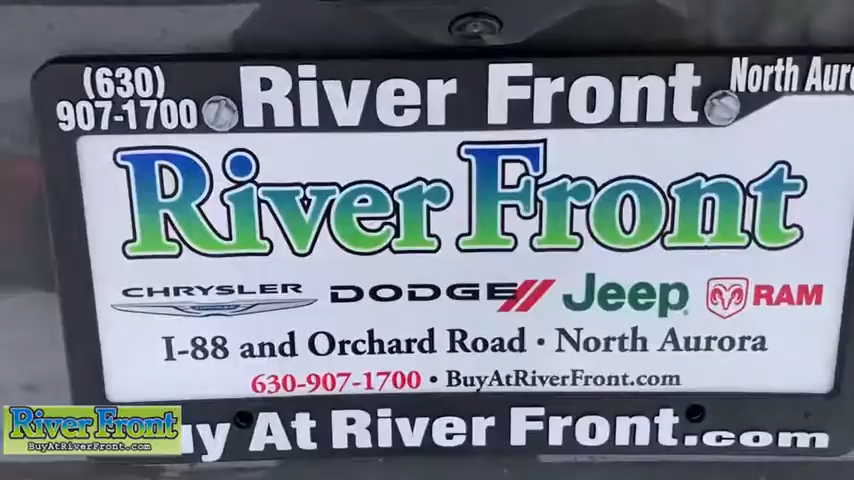 (630)
907-1700
River Front
North Auro
River Front
CHRYSLER DODGE Jeep RAM
I-88 and Orchard Road • North Aurora
630-907-1700 • BuyAtRiverFront.com
uy At River Front.com
River Front
BuyAtRiverFront.com